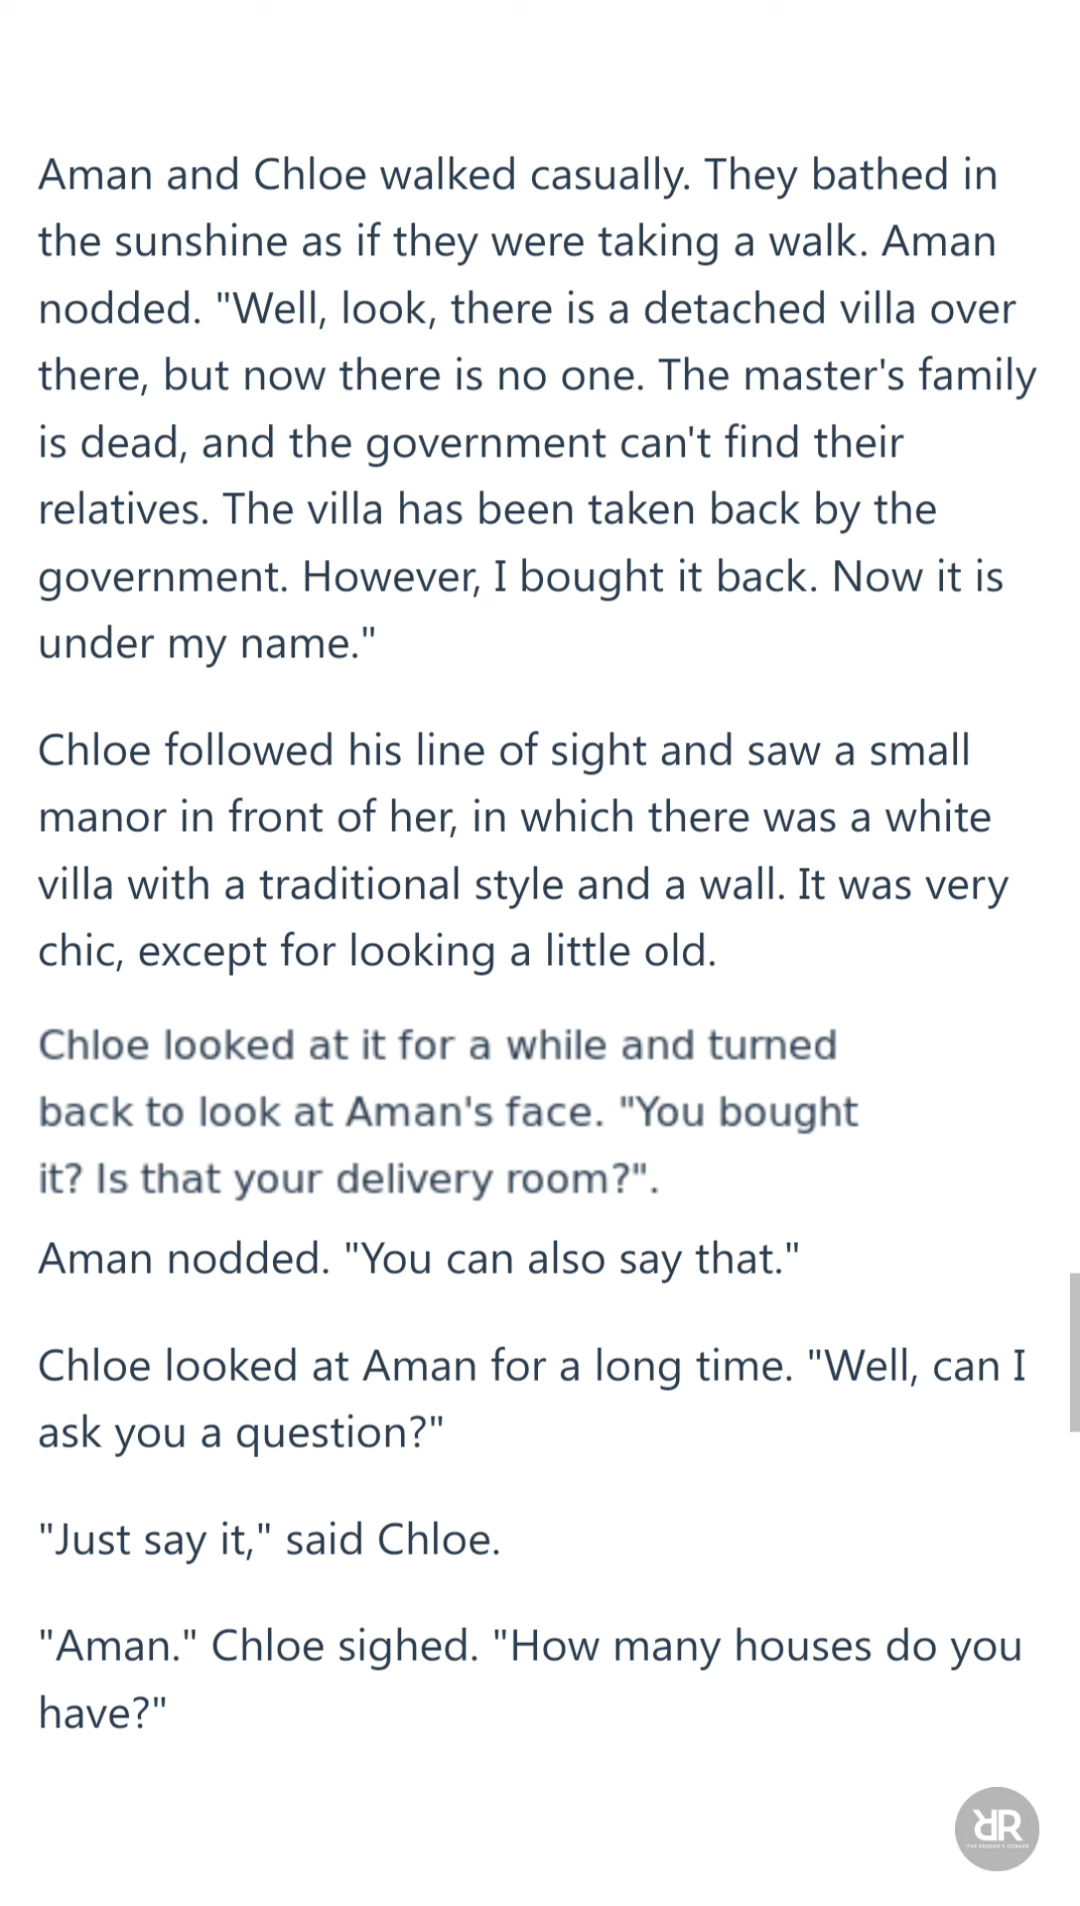 Aman and Chloe walked casually. They bathed in
the sunshine as if they were taking a walk. Aman
nodded. "Well, look, there is a detached villa over
there, but now there is no one. The master's family
is dead, and the government can't find their
relatives. The villa has been taken back by the
government. However, I bought it back. Now it is
under my name."
Chloe followed his line of sight and saw a small
manor in front of her, in which there was a white
villa with a traditional style and a wall. It was very
chic, except for looking a little old.
Chloe looked at it for a while and turned
back to look at Aman's face. "You bought
it? Is that your delivery room?".
Aman nodded. "You can also say that."
Chloe looked at Aman for a long time. "Well, can I
ask you a question?"
"Just say it," said Chloe.
"Aman." Chloe sighed. "How many houses do you
have?"
RR
THE READER'S CORNER